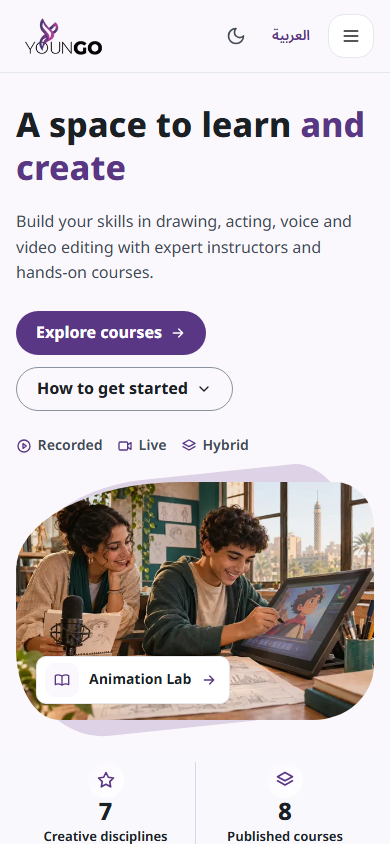 YOUNGO
العربية
A space to learn and
create
Build your skills in drawing, acting, voice and
video editing with expert instructors and
hands-on courses.
Explore courses
How to get started
Recorded Live Hybrid
Animation Lab
7 8
Creative disciplines Published courses